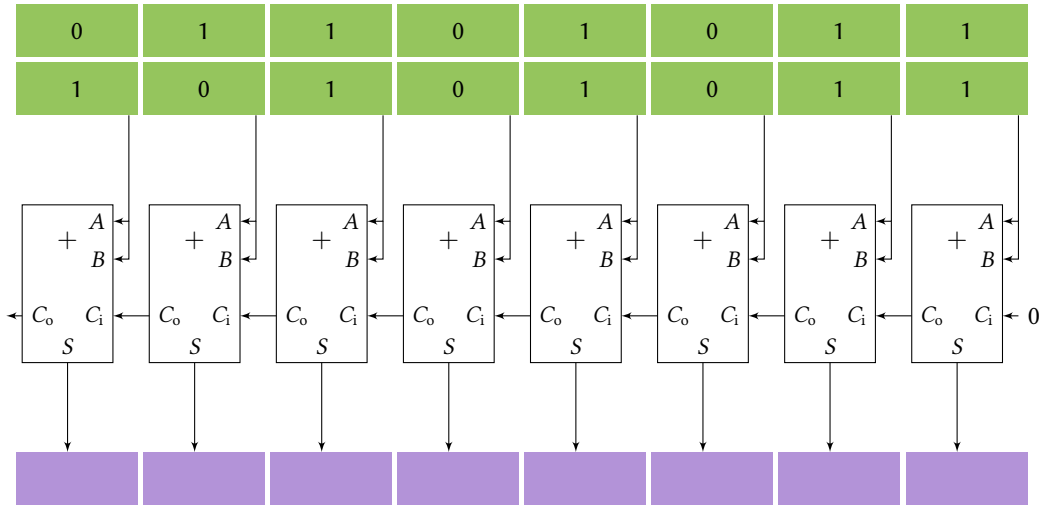 0 1 1 0 1 0 1 1
1 0 1 0 1 0 1 1
A A A A A A A A
+ + + + + + + +
B B B B B B B B
Co Ci Co Ci Co Ci Co Ci Co Ci Co Ci Co Ci Co Ci 0
S S S S S S S S